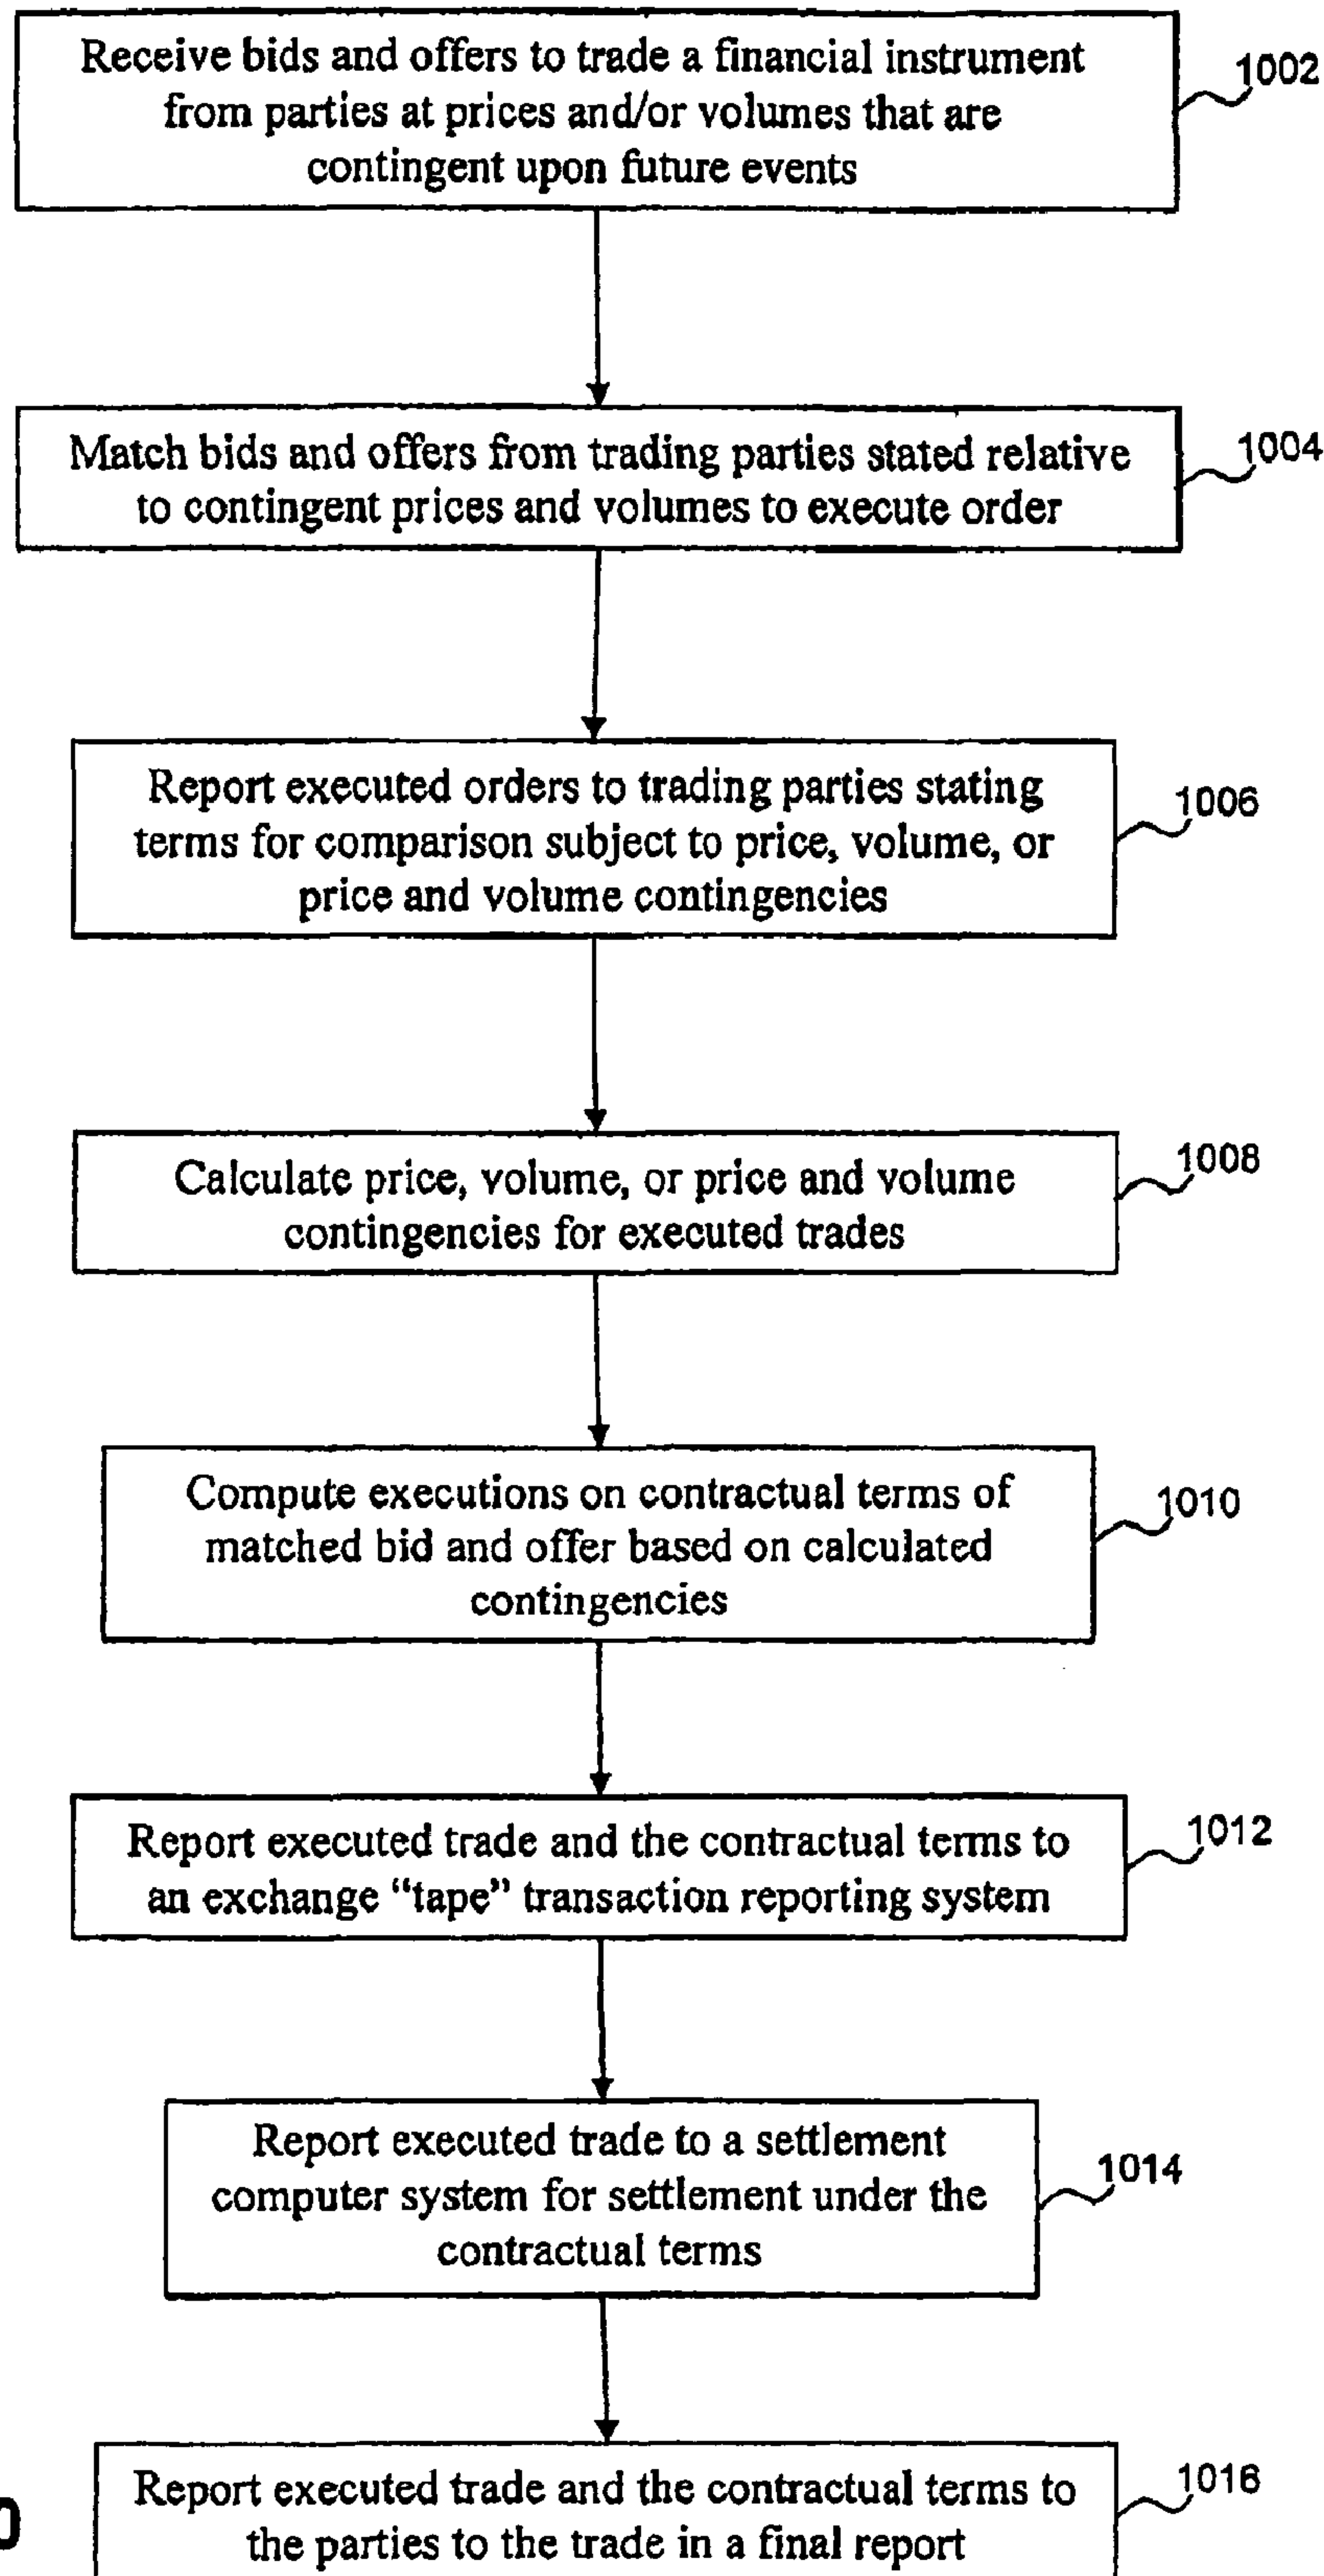 Receive bids and offers to trade a financial instrument
from parties at prices and/or volumes that are
contingent upon future events
1002
Match bids and offers from trading parties stated relative
to contingent prices and volumes to execute order
1004
Report executed orders to trading parties stating
terms for comparison subject to price, volume, or
price and volume contingencies
1006
Calculate price, volume, or price and volume
contingencies for executed trades
1008
Compute executions on contractual terms of
matched bid and offer based on calculated
contingencies
1010
Report executed trade and the contractual terms to
an exchange “tape” transaction reporting system
1012
Report executed trade to a settlement
computer system for settlement under the
contractual terms
1014
Report executed trade and the contractual terms to
the parties to the trade in a final report
1016